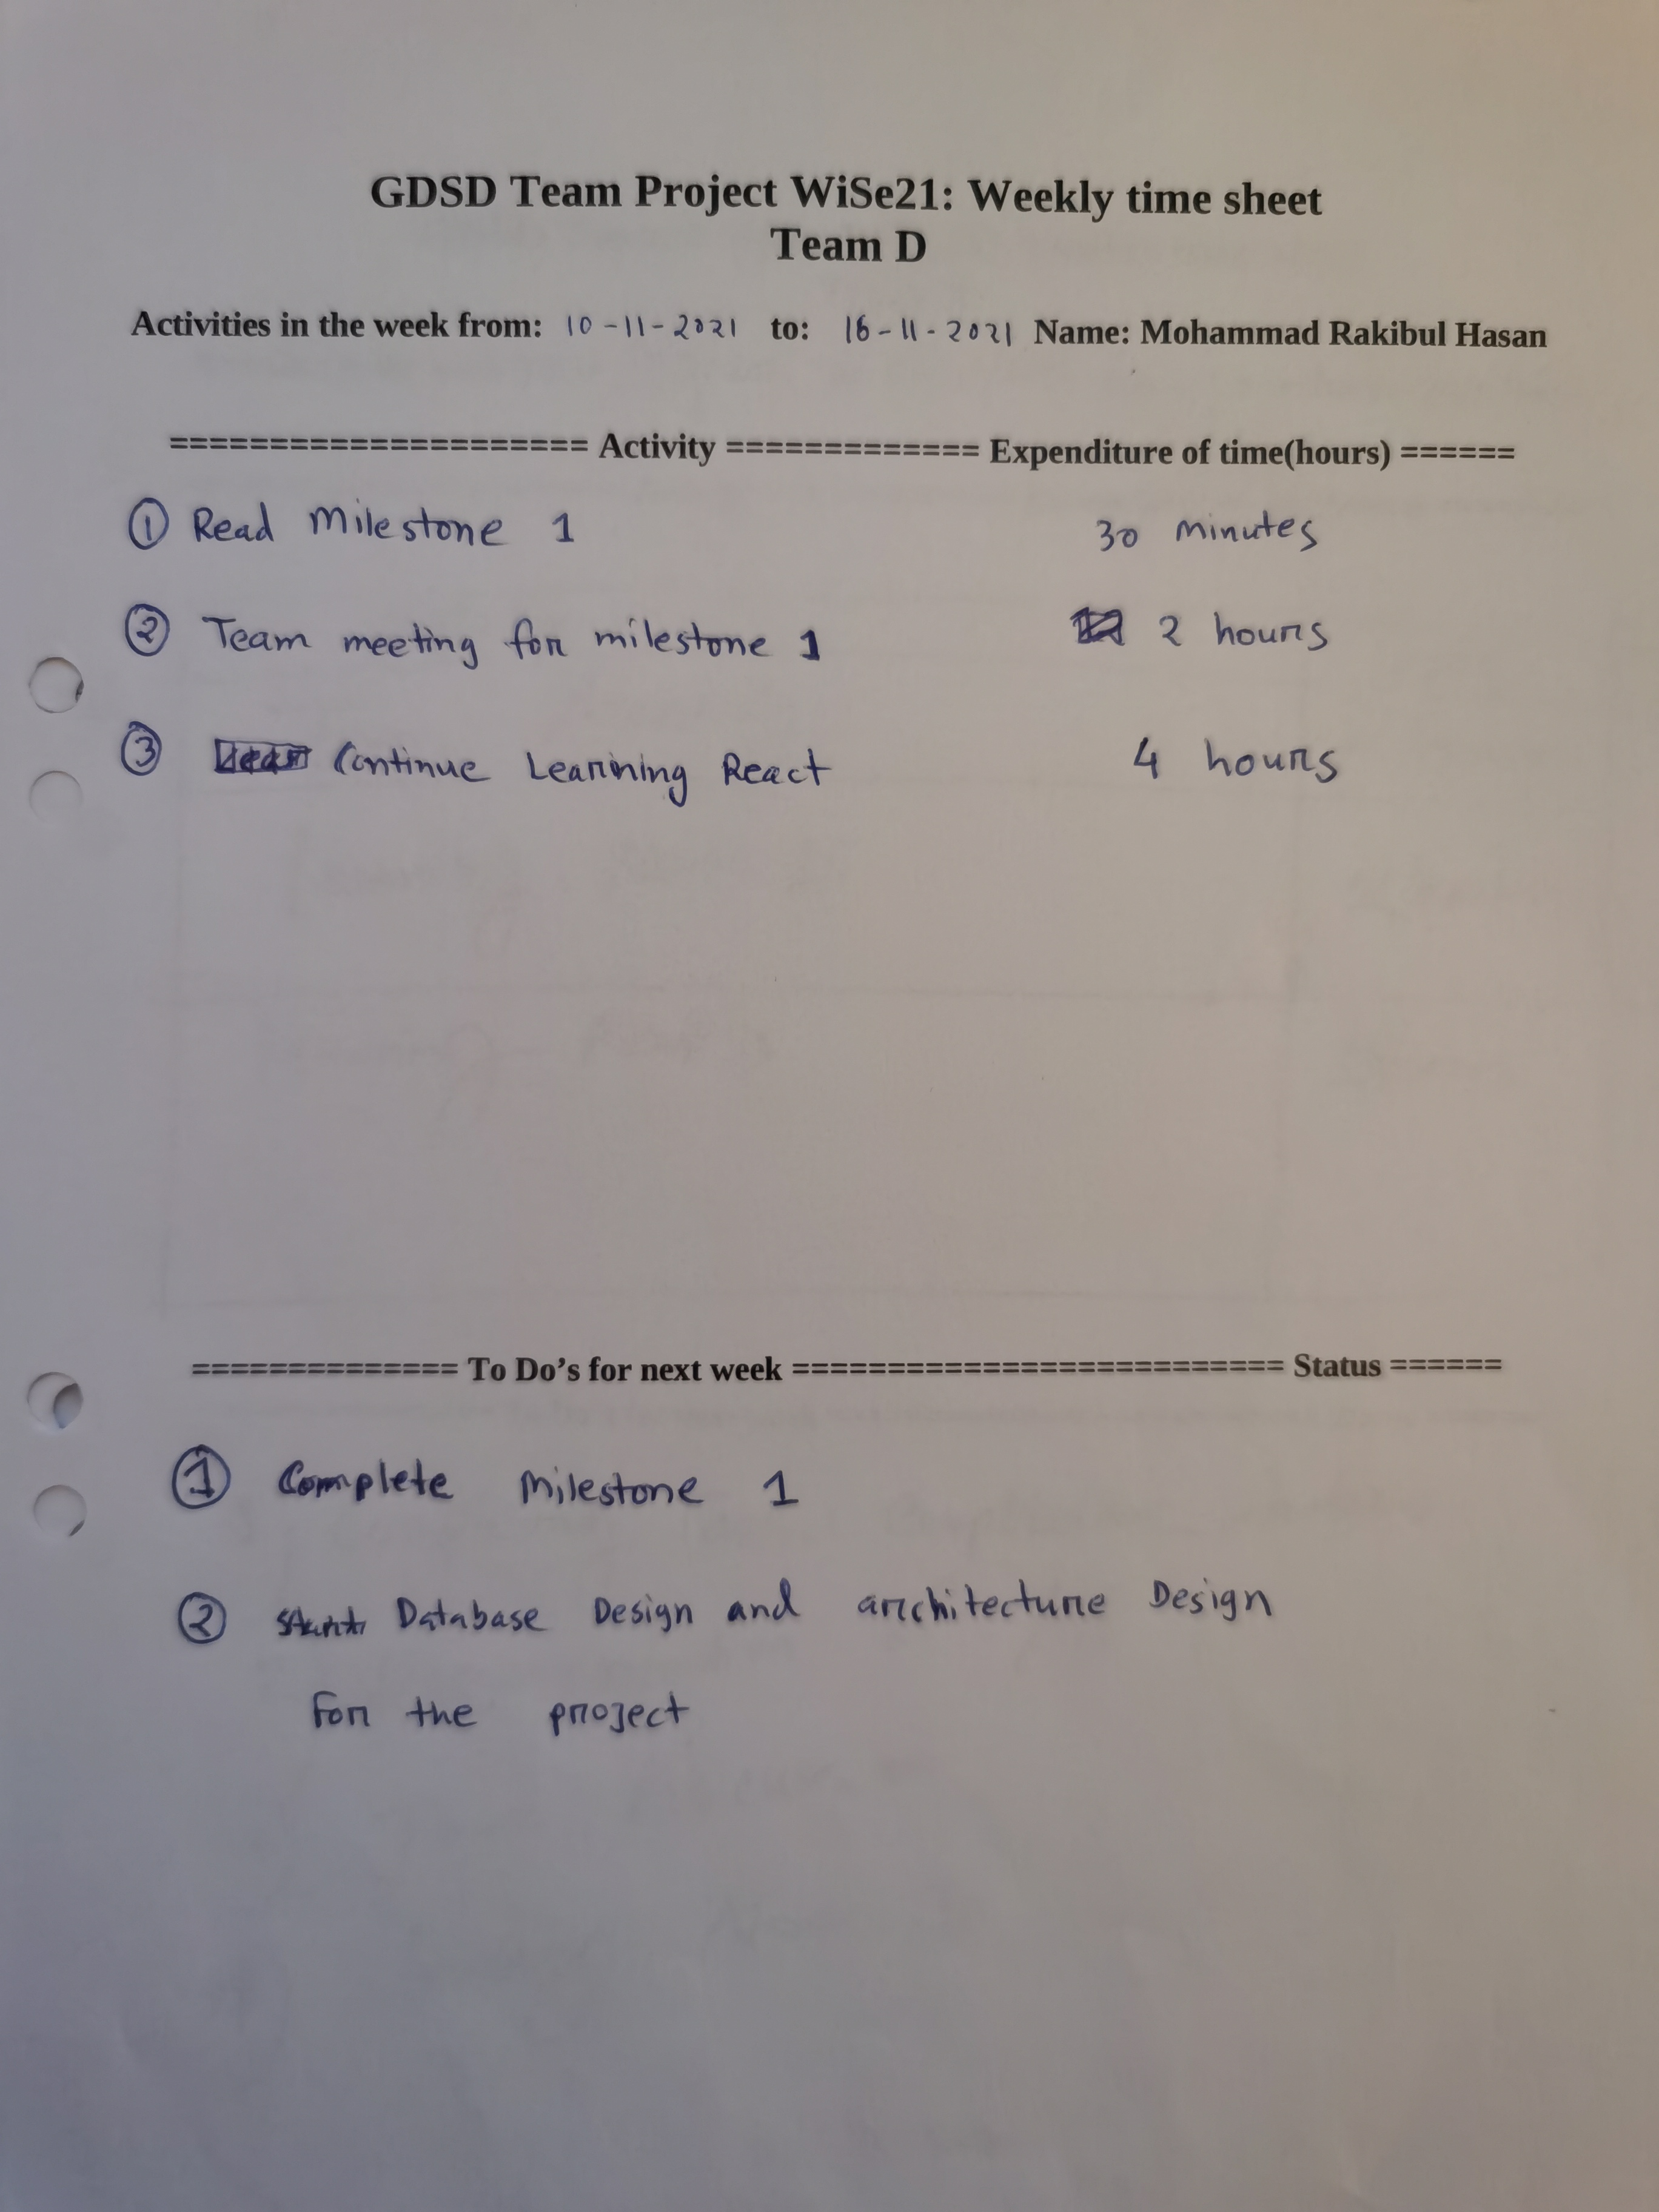 GDSD Team Project WiSe21: Weekly time sheet
Team D
Activities in the week from: 10-11-2021 to: 16-11-2021 Name: Mohammad Rakibul Hasan
===================== Activity ============= Expenditure of time(hours) ======
① Read Milestone 1 30 minutes
② Team meeting for milestone 1 2 hours
③ Continue Learning React 4 hours
============== To Do's for next week ========================== Status ======
① Complete Milestone 1
② Start Database Design and architecture Design
For the project